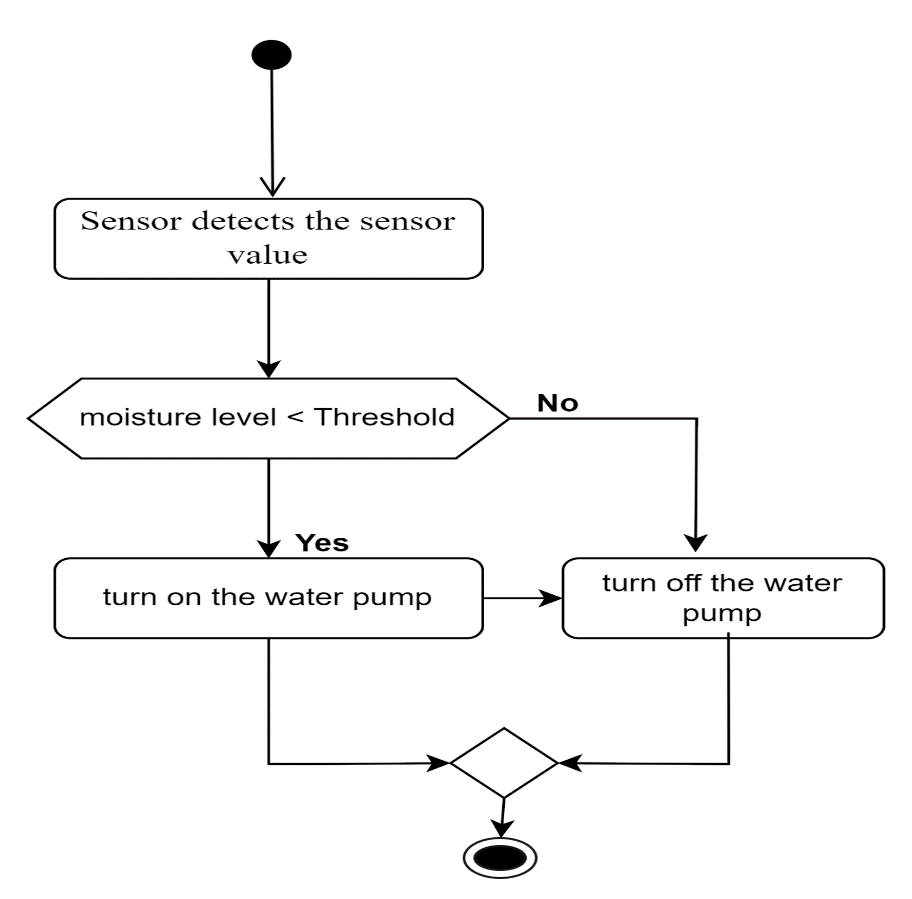 Sensor detects the sensor
value
moisture level < Threshold
No
Yes
turn on the water pump
turn off the water
pump